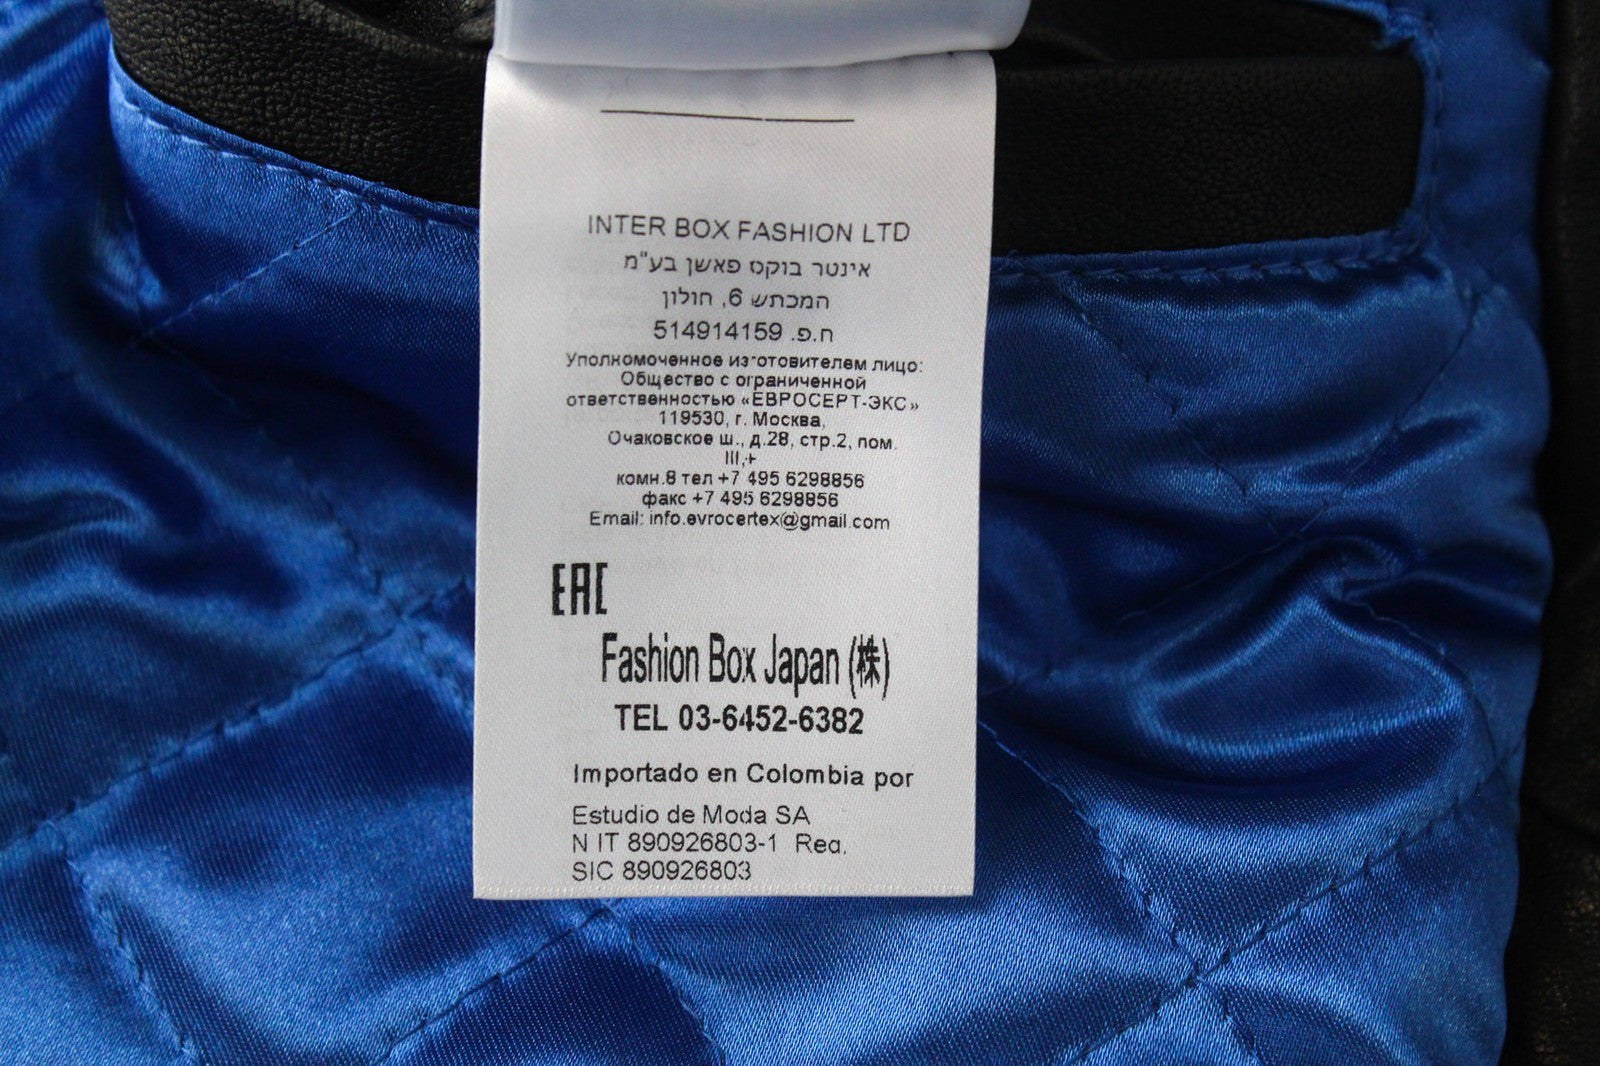 INTER BOX FASHION LTD
אינטר בוקס פאשן בע"מ
המכתש 6, חולון
ח.פ. 514914159
Уполномоченное изготовителем лицо:
Общество с ограниченной
ответственностью «ЕВРОСЕРТ-ЭКС»
119530, г. Москва,
Очаковское ш., д.28, стр.2, пом.
III,+
комн.8 тел +7 495 6298856
факс +7 495 6298856
Email: info.evrocertex@gmail.com
EAC
Fashion Box Japan (株)
TEL 03-6452-6382
Importado en Colombia por
Estudio de Moda SA
N IT 890926803-1 Reg.
SIC 890926803